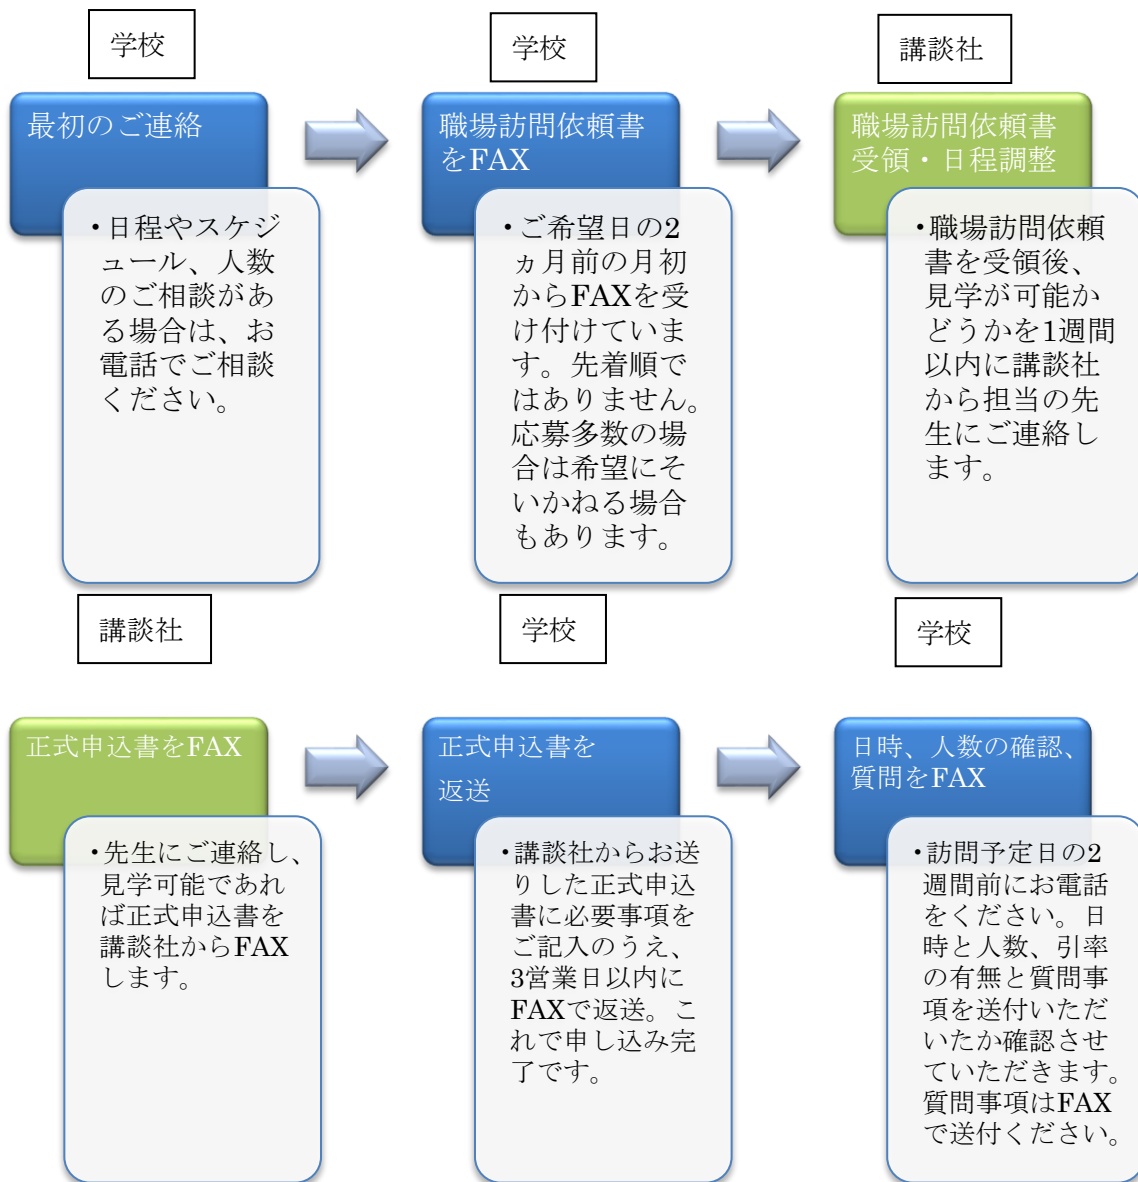 学校
最初のご連絡
・日程やスケジ
ュール、人数
のご相談があ
る場合は、お
電話でご相談
ください。
学校
職場訪問依頼書
をFAX
・ご希望日の2
ヵ月前の月初
からFAXを受
け付けていま
す。先着順で
はありません。
応募多数の場
合は希望にそ
いかねる場合
もあります。
講談社
職場訪問依頼書
受領・日程調整
・職場訪問依頼
書を受領後、
見学が可能か
どうかを1週間
以内に講談社
から担当の先
生にご連絡し
ます。
講談社
正式申込書をFAX
・先生にご連絡し、
見学可能であれ
ば正式申込書を
講談社からFAX
します。
学校
正式申込書を
返送
・講談社からお送
りした正式申込
書に必要事項を
ご記入のうえ、
3営業日以内に
FAXで返送。こ
れで申し込み完
了です。
学校
日時、人数の確認、
質問をFAX
・訪問予定日の2
週間前にお電話
をください。日
時と人数、引率
の有無と質問事
項を送付いただ
いたか確認させ
ていただきます。
質問事項はFAX
で送付ください。